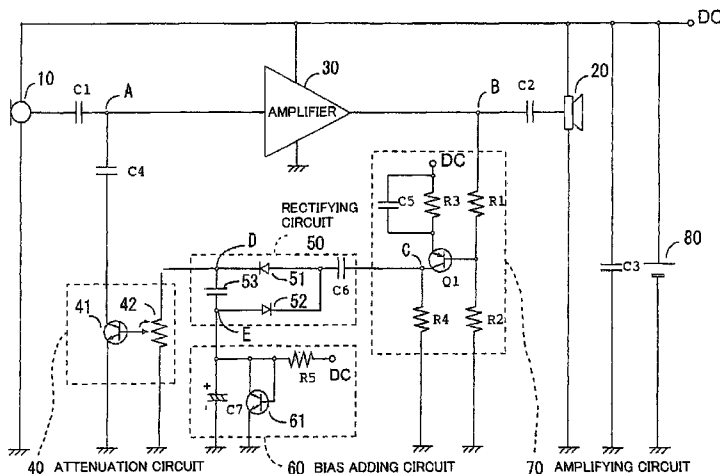 DC
10
C1
A
30
AMPLIFIER
B
C2
20
C4
DC
C5
R3
R1
RECTIFYING
CIRCUIT
50
D
53
51
52
C6
C
Q1
C3
80
E
41
42
R4
R2
R5
DC
+
C7
61
40 ATTENUATION CIRCUIT
60 BIAS ADDING CIRCUIT
70 AMPLIFYING CIRCUIT